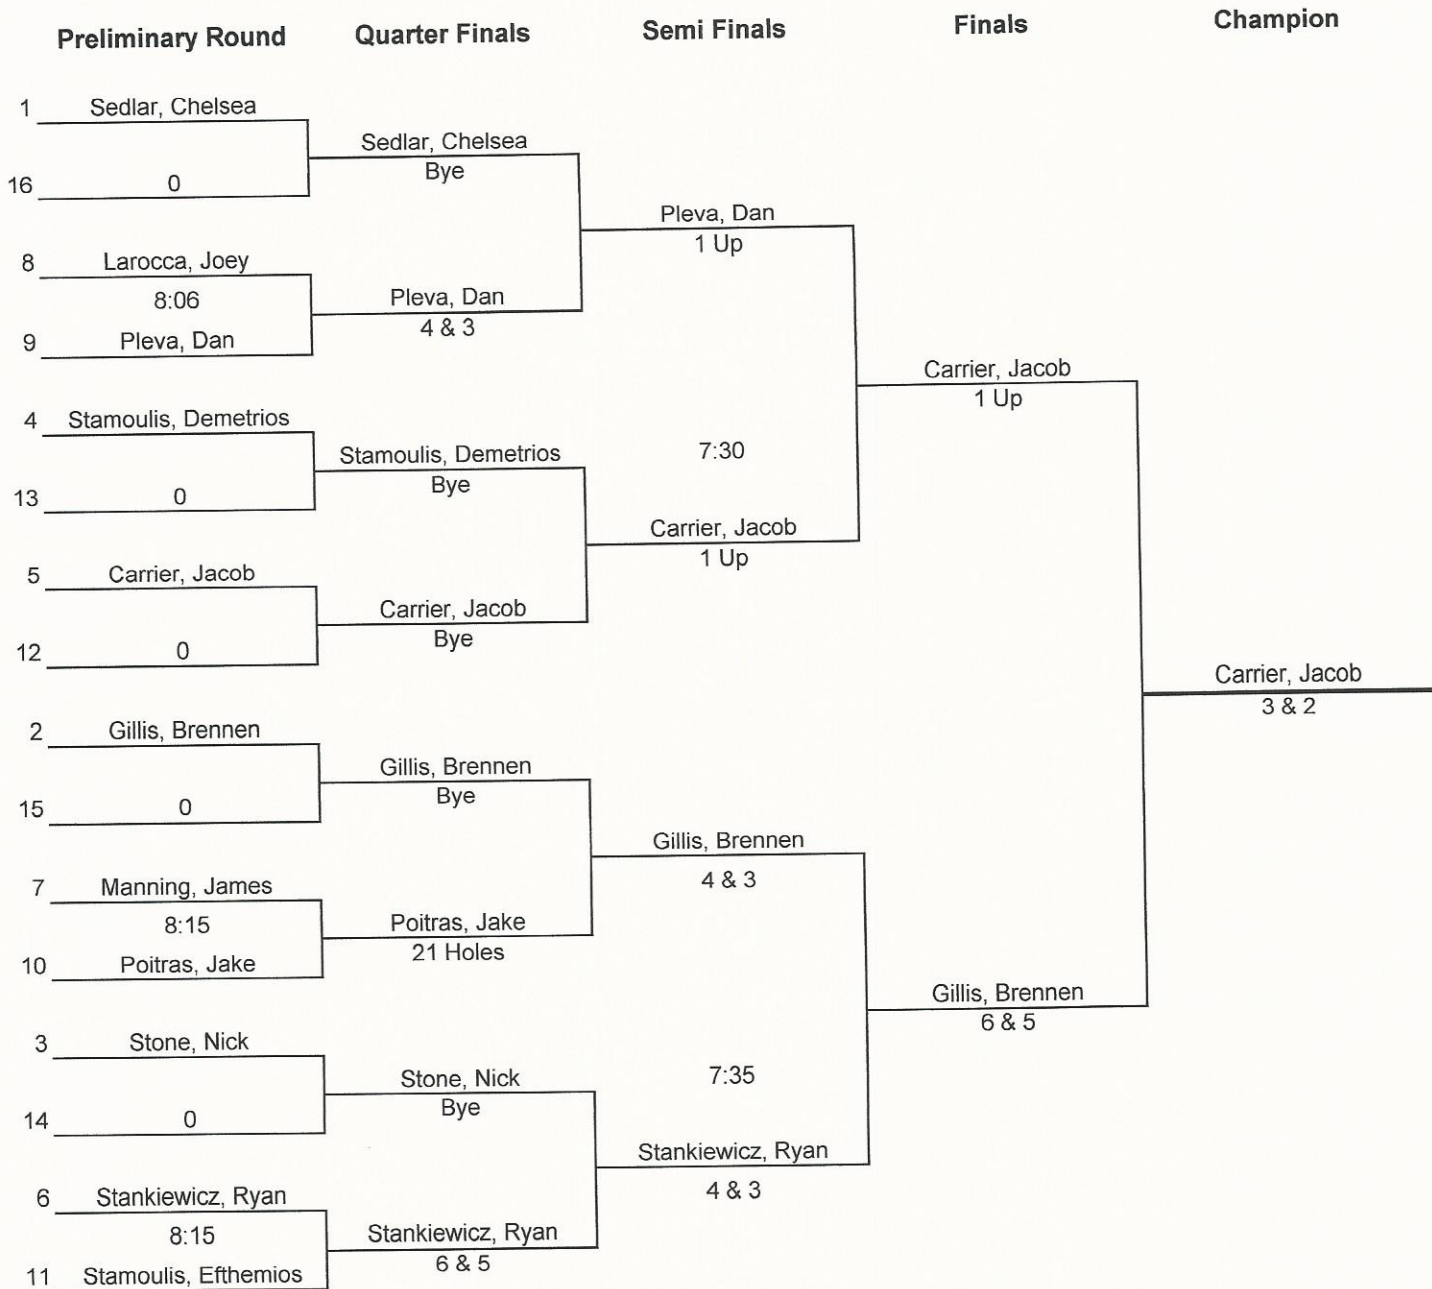 Preliminary Round Quarter Finals Semi Finals Finals Champion
1 Sedlar, Chelsea
Sedlar, Chelsea
Bye
16 0
Pleva, Dan
1 Up
8 Larocca, Joey
8:06
Pleva, Dan
4 & 3
9 Pleva, Dan
Carrier, Jacob
1 Up
4 Stamoulis, Demetrios
7:30
Stamoulis, Demetrios
Bye
13 0
Carrier, Jacob
1 Up
5 Carrier, Jacob
Carrier, Jacob
Bye
12 0
Carrier, Jacob
3 & 2
2 Gillis, Brennen
Gillis, Brennen
Bye
15 0
Gillis, Brennen
4 & 3
7 Manning, James
8:15
Poitras, Jake
21 Holes
10 Poitras, Jake
Gillis, Brennen
6 & 5
3 Stone, Nick
7:35
Stone, Nick
Bye
14 0
Stankiewicz, Ryan
4 & 3
6 Stankiewicz, Ryan
8:15
Stankiewicz, Ryan
6 & 5
11 Stamoulis, Efthemios